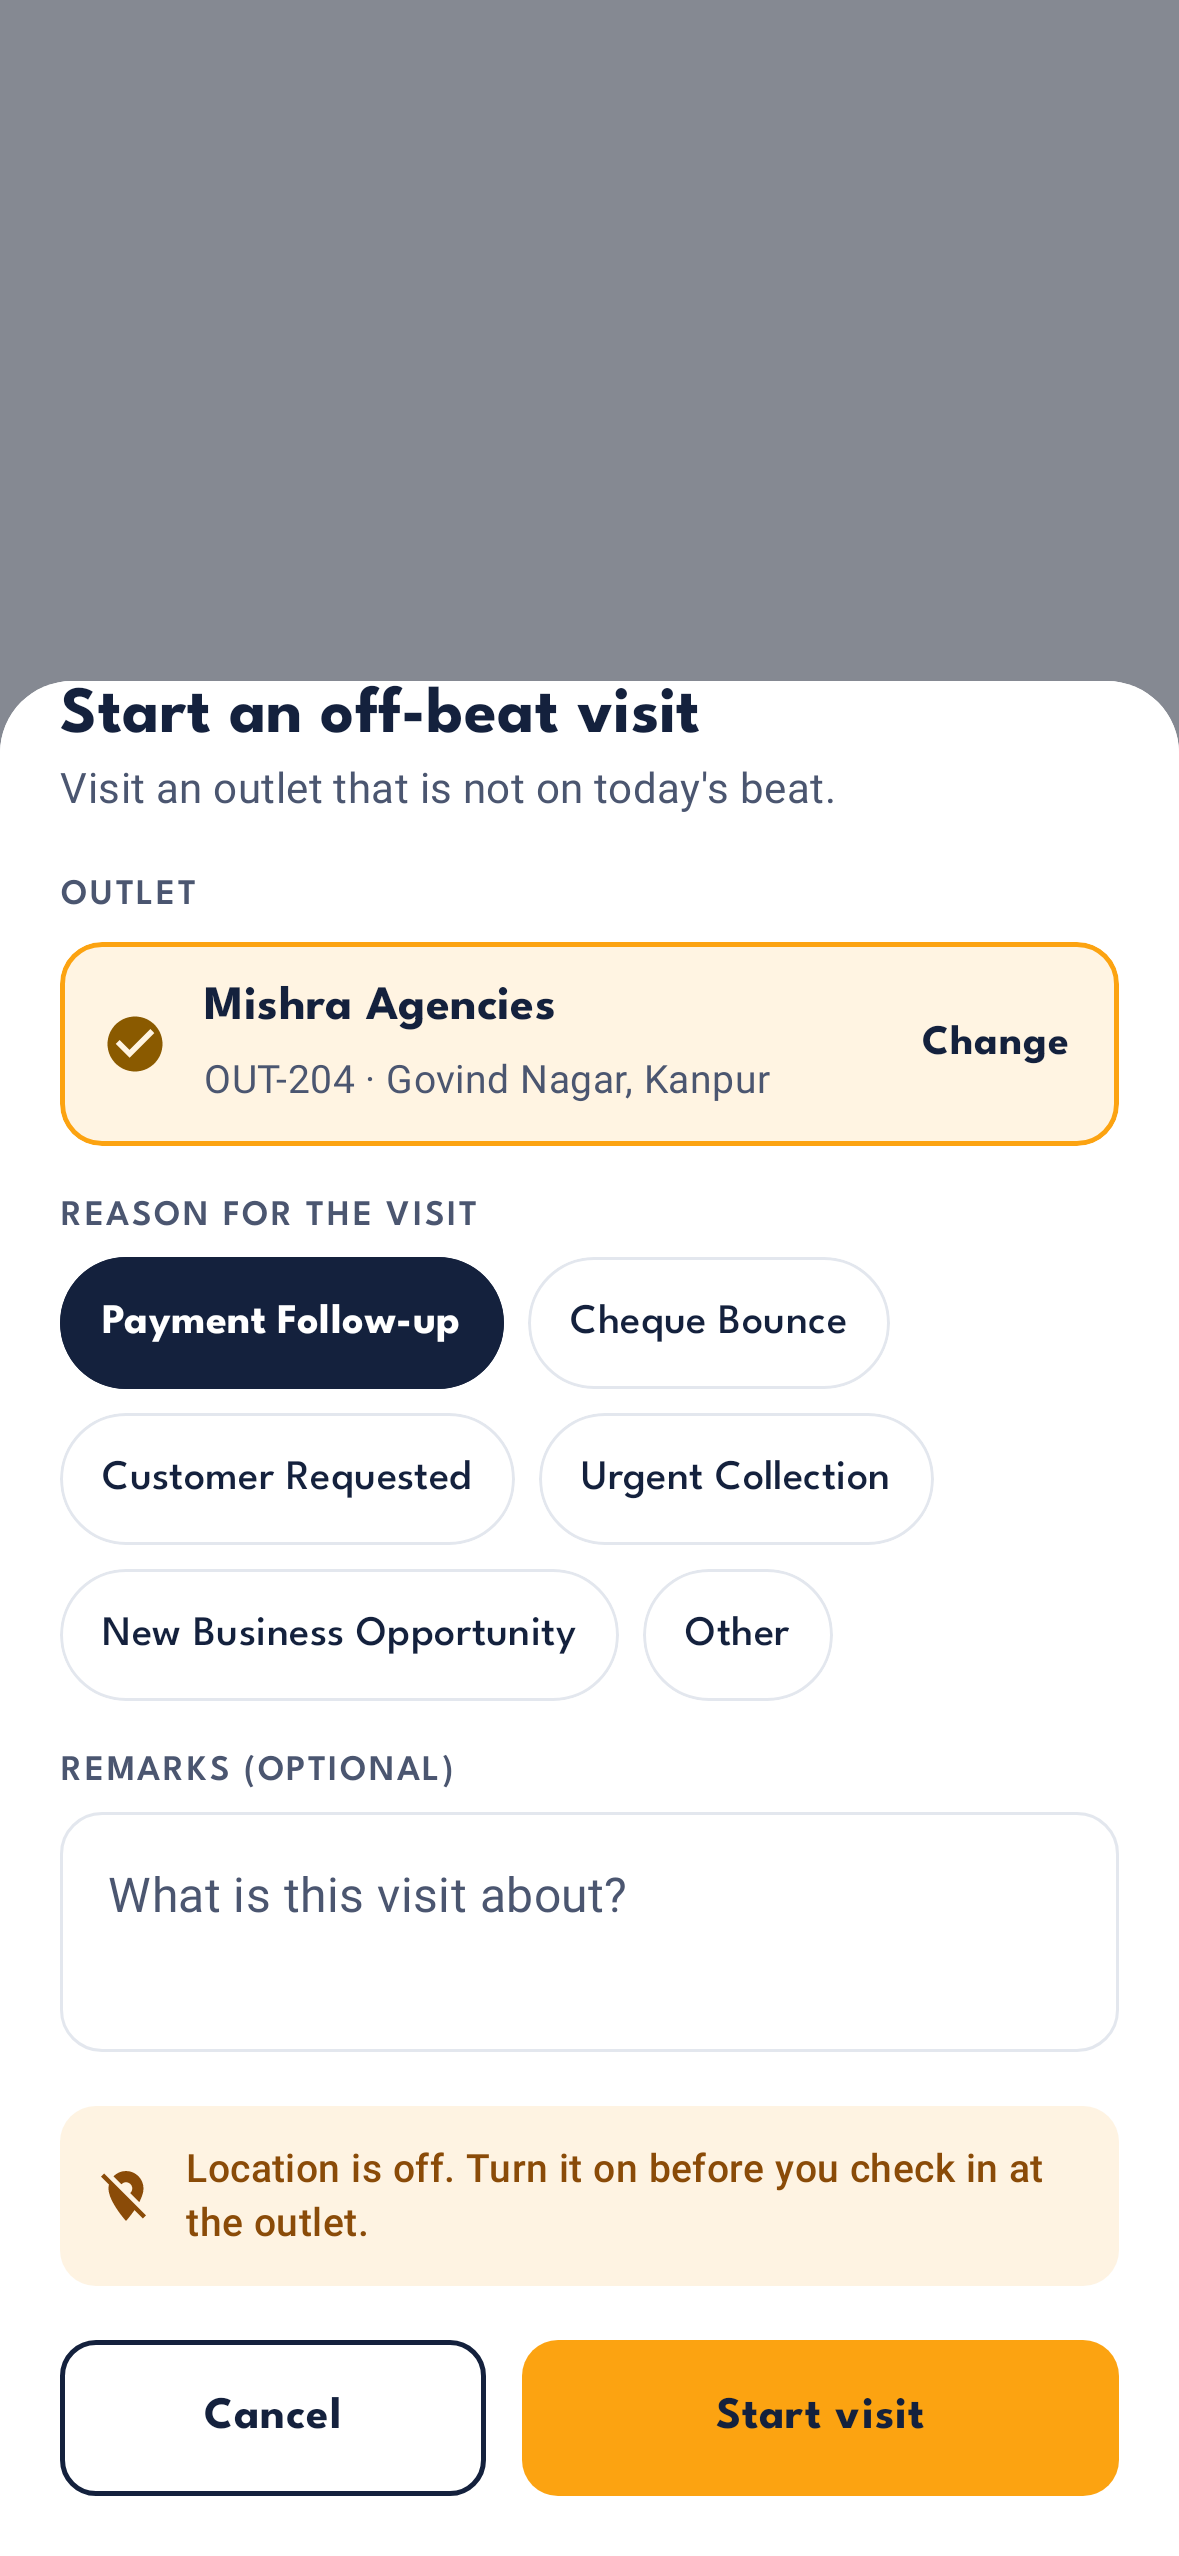 Start an off-beat visit
Visit an outlet that is not on today's beat.
OUTLET
Mishra Agencies
OUT-204 · Govind Nagar, Kanpur
Change
REASON FOR THE VISIT
Payment Follow-up
Cheque Bounce
Customer Requested
Urgent Collection
New Business Opportunity
Other
REMARKS (OPTIONAL)
What is this visit about?
Location is off. Turn it on before you check in at
the outlet.
Cancel
Start visit